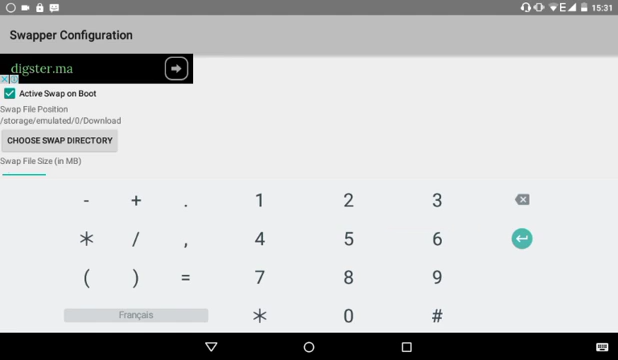 15:31
Swapper Configuration
digster.ma
Active Swap on Boot
Swap File Position
/storage/emulated/0/Download
CHOOSE SWAP DIRECTORY
Swap File Size (in MB)
- + . 1 2 3
* / , 4 5 6
( ) = 7 8 9
Français * 0 #